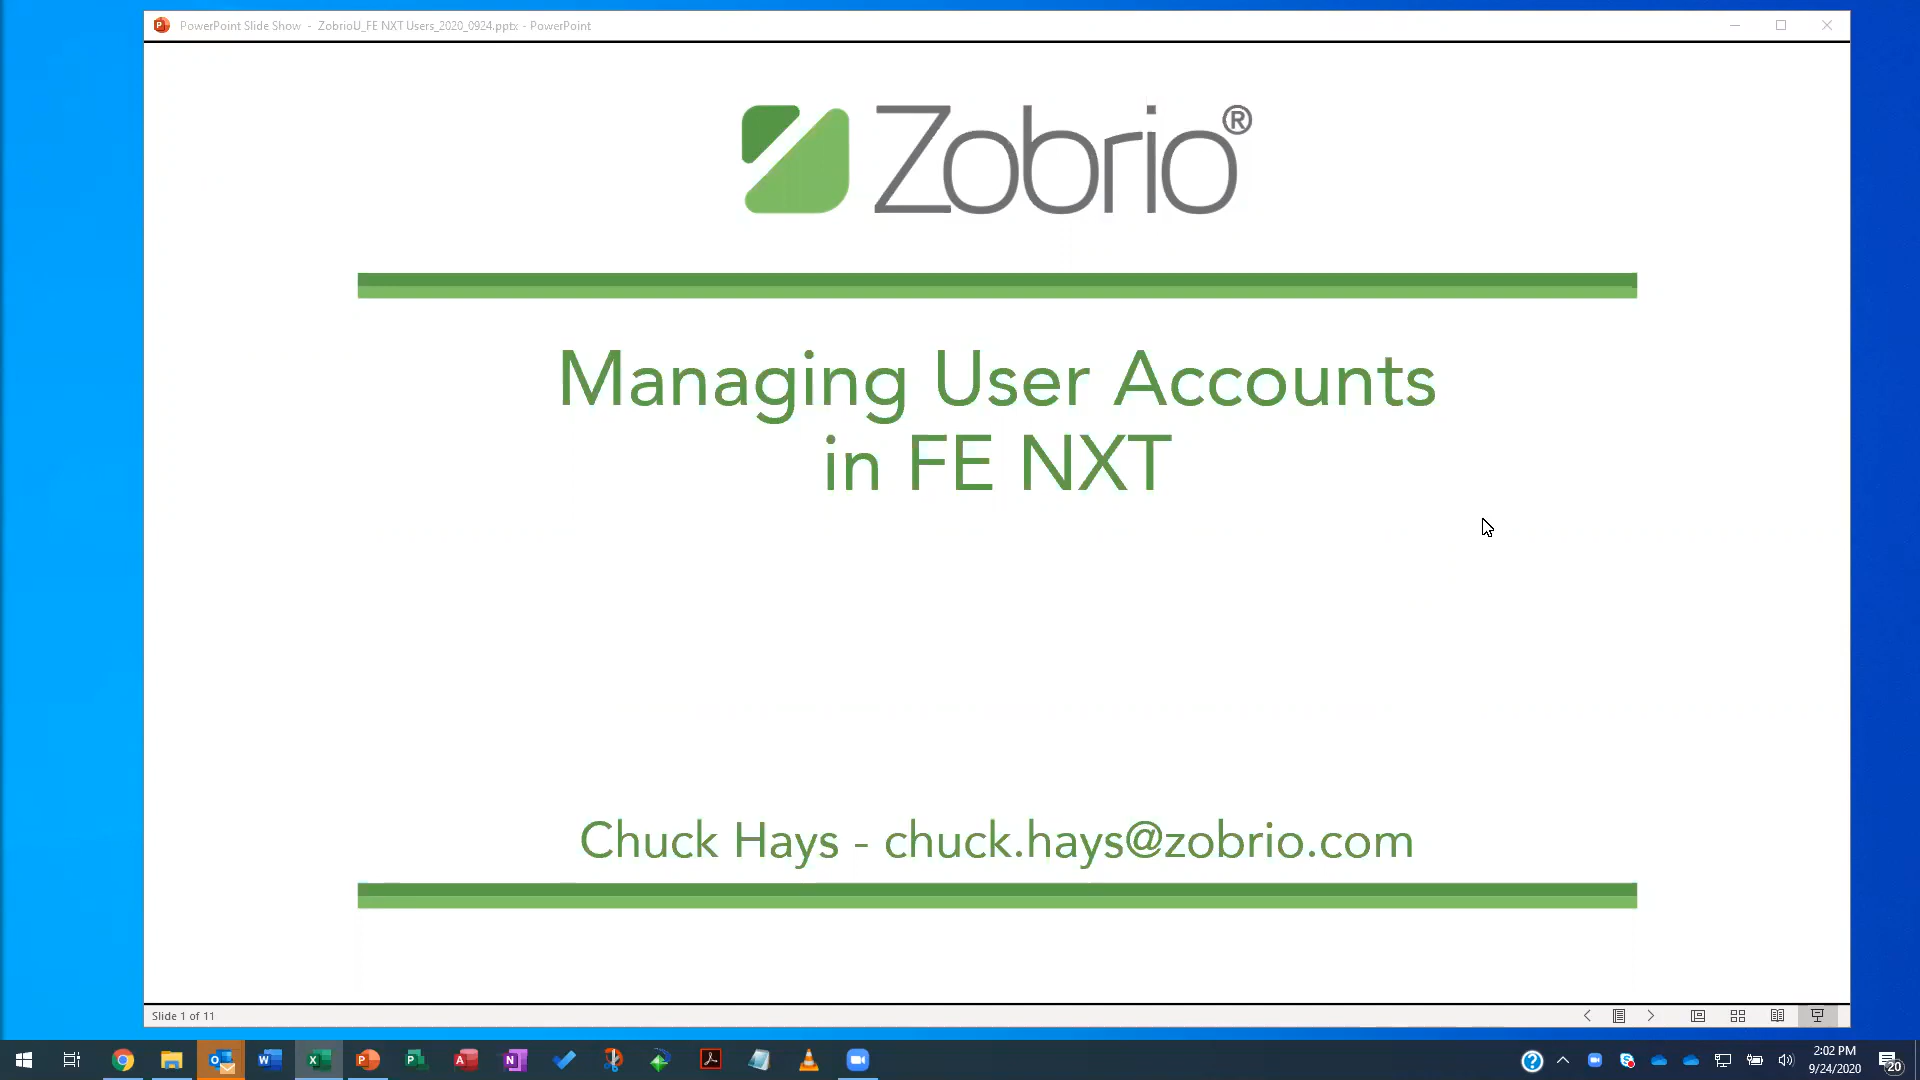 PowerPoint Slide Show - ZobrioU_FE NXT Users_2020_0924.pptx - PowerPoint
Zobrio®
Managing User Accounts
in FE NXT
Chuck Hays - chuck.hays@zobrio.com
Slide 1 of 11
2:02 PM
9/24/2020
20